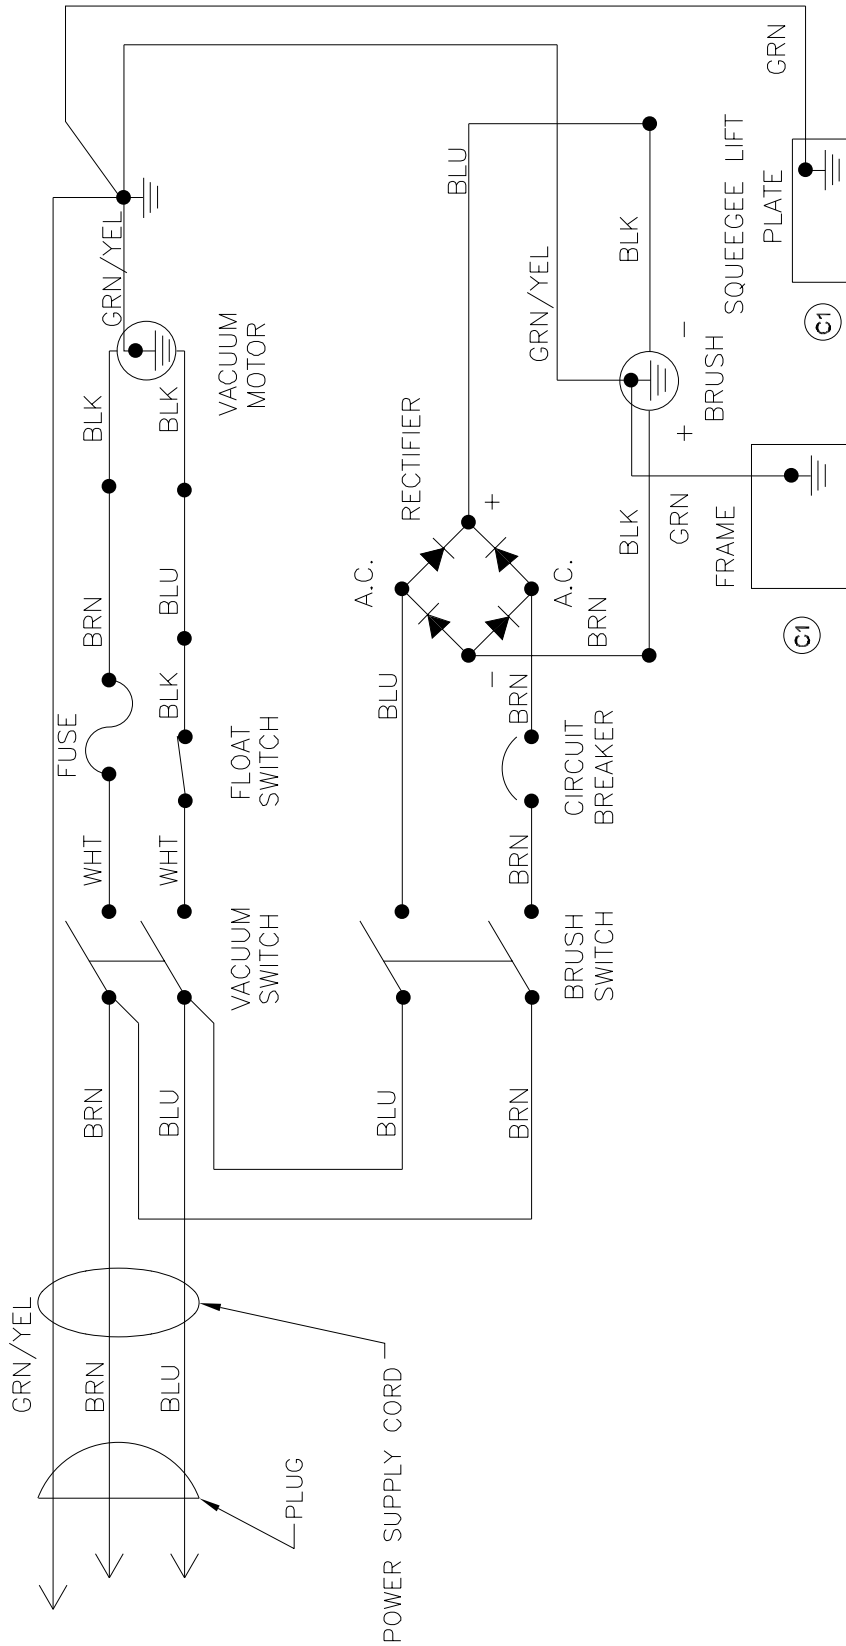 GRN/YEL
BRN
BLU
PLUG
POWER SUPPLY CORD
BRN
BLU
BLU
BRN
VACUUM
SWITCH
BRUSH
SWITCH
WHT
WHT
BRN
FUSE
FLOAT
SWITCH
CIRCUIT
BREAKER
BRN
BLK
BLU
BLU
BRN
BRN
A.C.
A.C.
RECTIFIER
+
−
BLK
BLK
GRN/YEL
VACUUM
MOTOR
BLU
GRN/YEL
BLK
BLK
GRN
+
−
BRUSH
FRAME
C1
SQUEEGEE LIFT
PLATE
C1
GRN